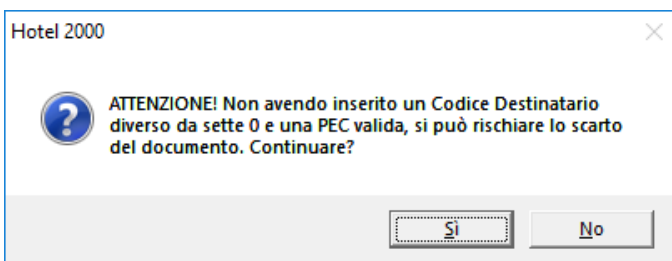 Hotel 2000
ATTENZIONE! Non avendo inserito un Codice Destinatario
diverso da sette 0 e una PEC valida, si può rischiare lo scarto
del documento. Continuare?
Sì
No